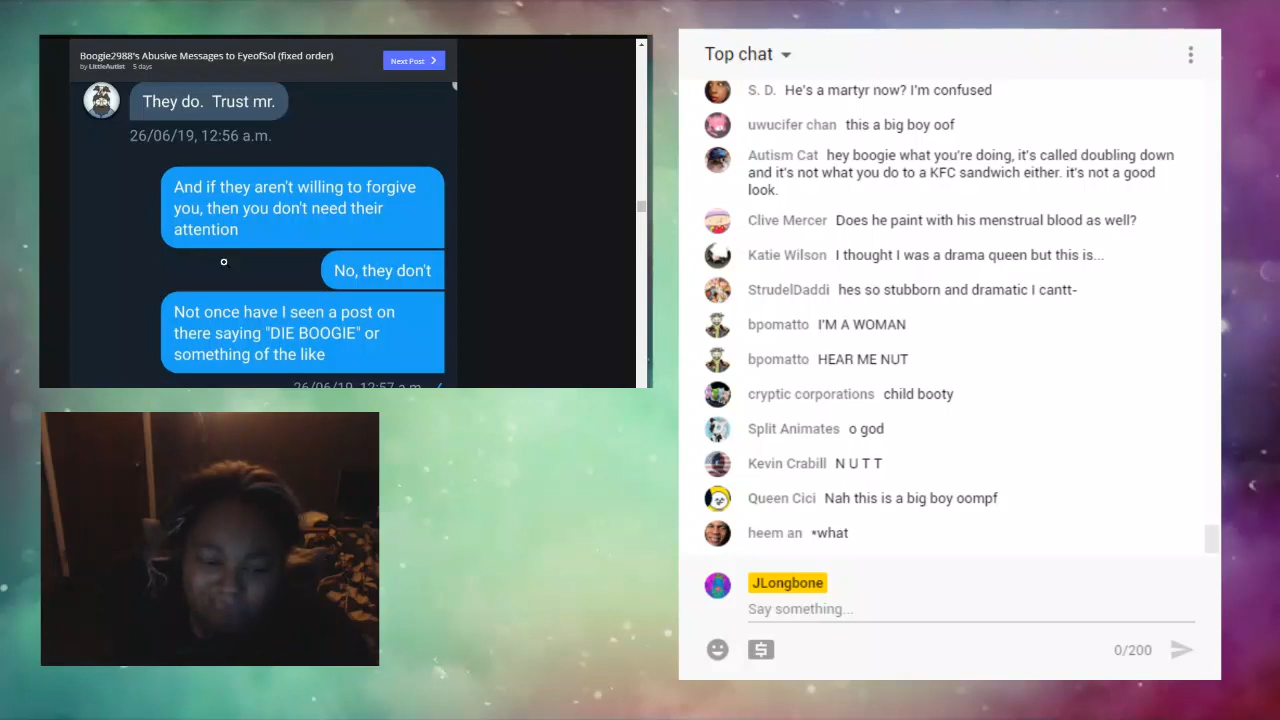 Boogie2988's Abusive Messages to EyeofSol (fixed order)
by LittleAutist 5 days
Next Post
They do. Trust mr.
26/06/19, 12:56 a.m.
And if they aren't willing to forgive
you, then you don't need their
attention
No, they don't
Not once have I seen a post on
there saying "DIE BOOGIE" or
something of the like
26/06/19, 12:57 a.m.
Top chat
S. D. He's a martyr now? I'm confused
uwucifer chan this a big boy oof
Autism Cat hey boogie what you're doing, it's called doubling down
and it's not what you do to a KFC sandwich either. it's not a good
look.
Clive Mercer Does he paint with his menstrual blood as well?
Katie Wilson I thought I was a drama queen but this is...
StrudelDaddi hes so stubborn and dramatic I cantt-
bpomatto I'M A WOMAN
bpomatto HEAR ME NUT
cryptic corporations child booty
Split Animates o god
Kevin Crabill N U T T
Queen Cici Nah this is a big boy oompf
heem an *what
JLongbone
Say something...
0/200